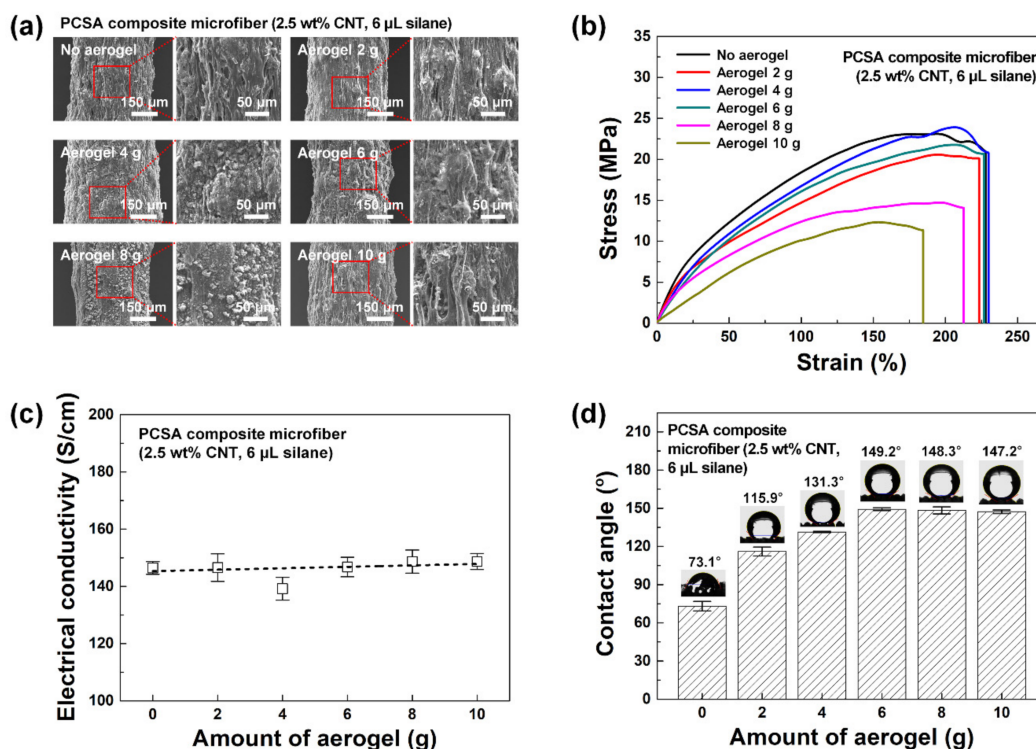 (a)
PCSA composite microfiber (2.5 wt% CNT, 6 µL silane)
No aerogel
150 µm
50 µm
Aerogel 2 g
150 µm
50 µm
Aerogel 4 g
150 µm
50 µm
Aerogel 6 g
150 µm
50 µm
Aerogel 8 g
150 µm
50 µm
Aerogel 10 g
150 µm
50 µm
(b)
35
30
25
20
15
10
5
0
Stress (MPa)
No aerogel
Aerogel 2 g
Aerogel 4 g
Aerogel 6 g
Aerogel 8 g
Aerogel 10 g
PCSA composite microfiber
(2.5 wt% CNT, 6 µL silane)
0 50 100 150 200 250
Strain (%)
(c)
200
180
160
140
120
100
Electrical conductivity (S/cm)
PCSA composite microfiber
(2.5 wt% CNT, 6 µL silane)
0 2 4 6 8 10
Amount of aerogel (g)
(d)
210
180
150
120
90
60
30
0
Contact angle (°)
PCSA composite
microfiber (2.5 wt% CNT,
6 µL silane)
73.1°
115.9°
131.3°
149.2°
148.3°
147.2°
0 2 4 6 8 10
Amount of aerogel (g)